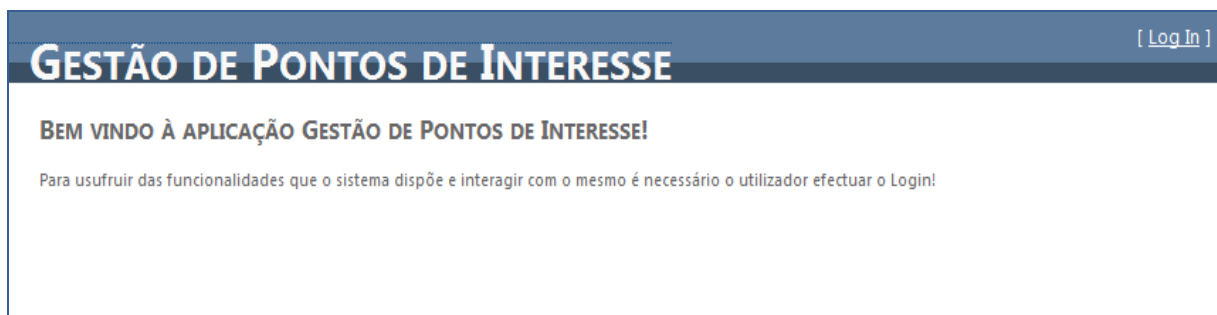 [ Log In ]
GESTÃO DE PONTOS DE INTERESSE
BEM VINDO À APLICAÇÃO GESTÃO DE PONTOS DE INTERESSE!
Para usufruir das funcionalidades que o sistema dispõe e interagir com o mesmo é necessário o utilizador efectuar o Login!